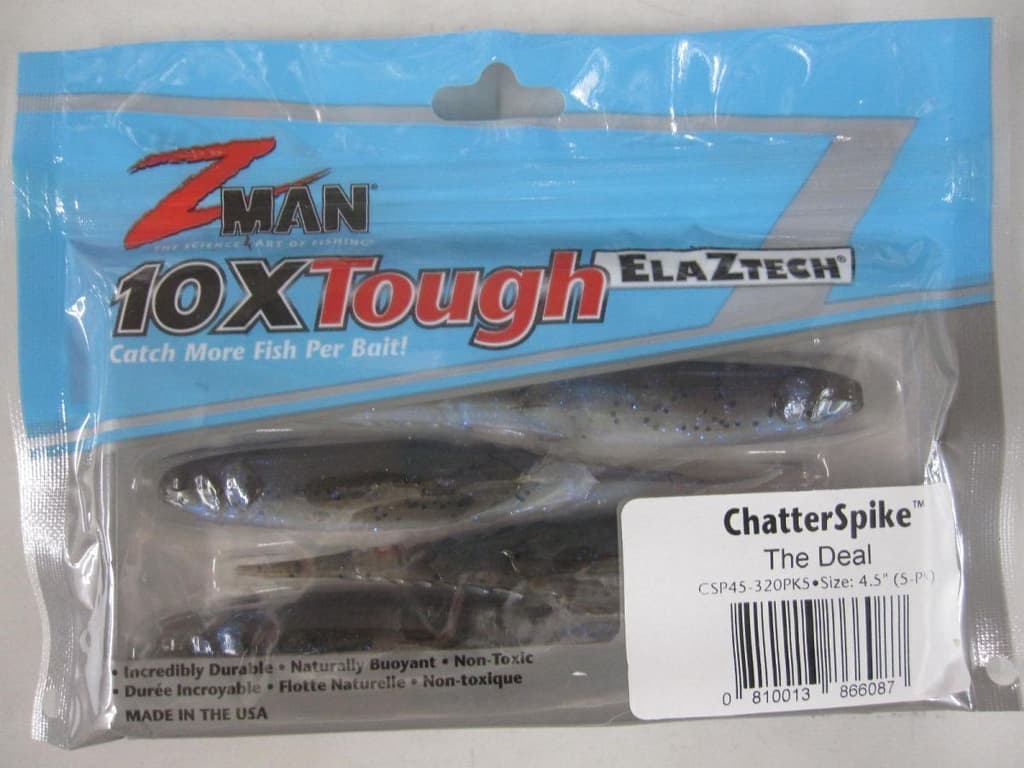 ZMAN®
THE SCIENCE & ART OF FISHING®
10X Tough ELAZTECH®
Catch More Fish Per Bait!
ChatterSpike™
The Deal
CSP45-320PK5•Size: 4.5" (5-PK)
0 810013 866087
• Incredibly Durable • Naturally Buoyant • Non-Toxic
• Durée Incroyable • Flotte Naturelle • Non-toxique
MADE IN THE USA